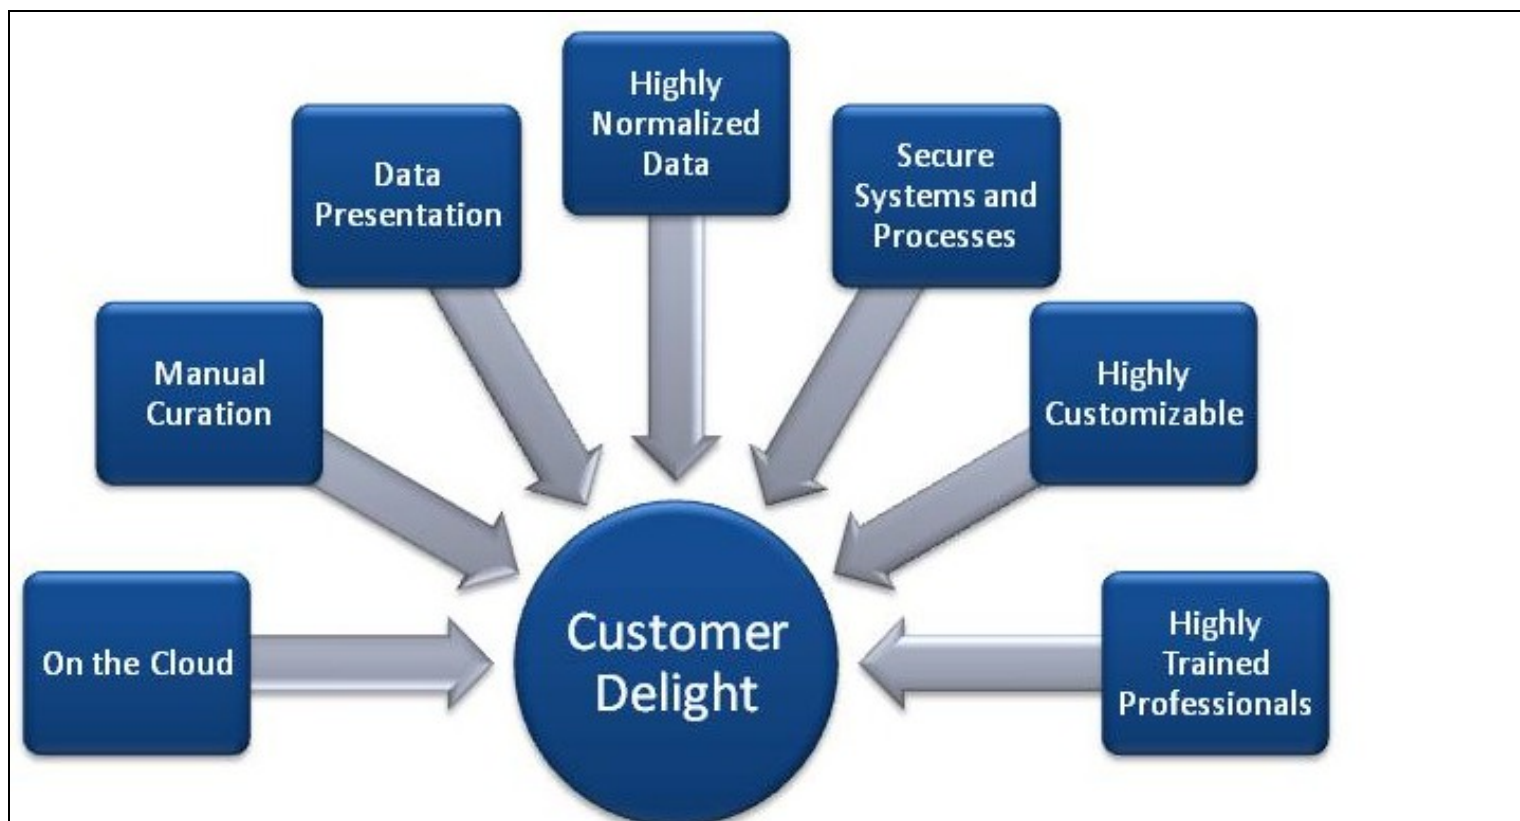 Highly
Normalized
Data
Data
Presentation
Secure
Systems and
Processes
Manual
Curation
Highly
Customizable
On the Cloud
Customer
Delight
Highly
Trained
Professionals